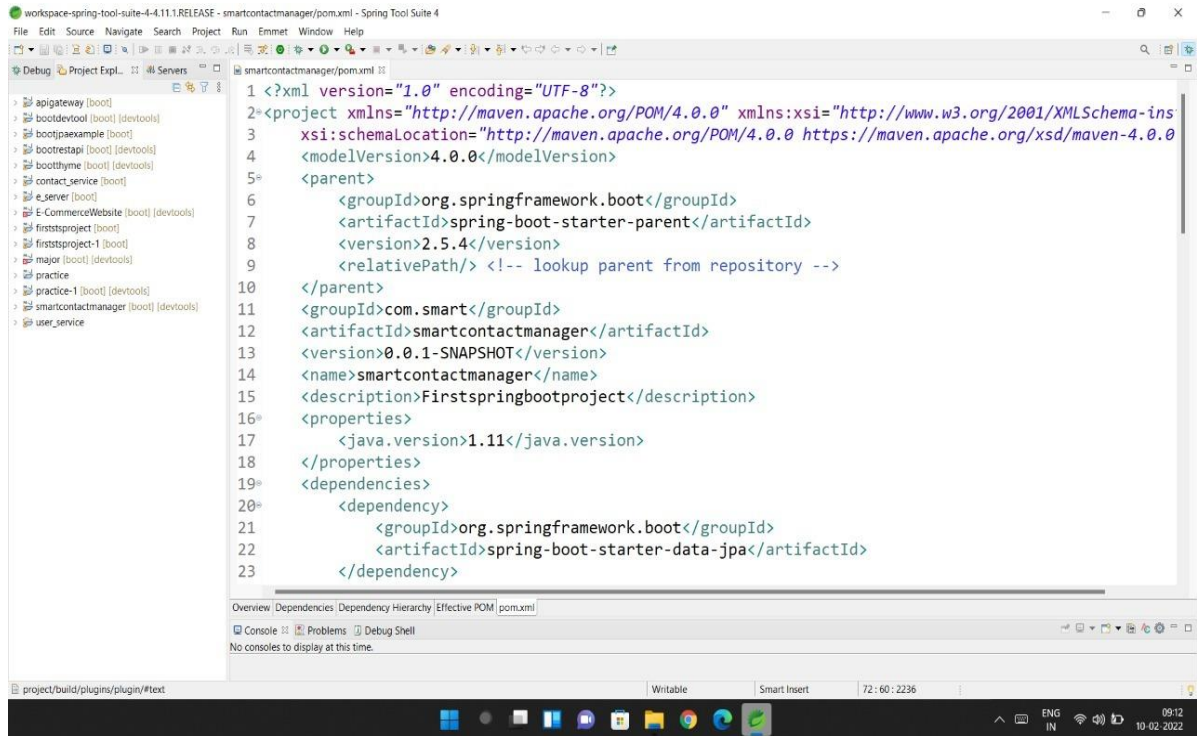 workspace-spring-tool-suite-4-4.11.1.RELEASE - smartcontactmanager/pom.xml - Spring Tool Suite 4
File Edit Source Navigate Search Project Run Emmet Window Help
Debug Project Expl... Servers
smartcontactmanager/pom.xml
apigateway [boot]
bootdevtool [boot] [devtools]
bootjpaexample [boot]
bootrestapi [boot] [devtools]
bootthyme [boot] [devtools]
contact_service [boot]
e_server [boot]
E-CommerceWebsite [boot] [devtools]
firststsproject [boot]
firststsproject-1 [boot]
major [boot] [devtools]
practice
practice-1 [boot] [devtools]
smartcontactmanager [boot] [devtools]
user_service
1 <?xml version="1.0" encoding="UTF-8"?>
2 <project xmlns="http://maven.apache.org/POM/4.0.0" xmlns:xsi="http://www.w3.org/2001/XMLSchema-ins
3 xsi:schemaLocation="http://maven.apache.org/POM/4.0.0 https://maven.apache.org/xsd/maven-4.0.0
4 <modelVersion>4.0.0</modelVersion>
5 <parent>
6 <groupId>org.springframework.boot</groupId>
7 <artifactId>spring-boot-starter-parent</artifactId>
8 <version>2.5.4</version>
9 <relativePath/> <!-- lookup parent from repository -->
10 </parent>
11 <groupId>com.smart</groupId>
12 <artifactId>smartcontactmanager</artifactId>
13 <version>0.0.1-SNAPSHOT</version>
14 <name>smartcontactmanager</name>
15 <description>Firstspringbootproject</description>
16 <properties>
17 <java.version>1.11</java.version>
18 </properties>
19 <dependencies>
20 <dependency>
21 <groupId>org.springframework.boot</groupId>
22 <artifactId>spring-boot-starter-data-jpa</artifactId>
23 </dependency>
Overview Dependencies Dependency Hierarchy Effective POM pom.xml
Console Problems Debug Shell
No consoles to display at this time.
project/build/plugins/plugin/#text Writable Smart Insert 72 : 60 : 2236
ENG
IN
09:12
10-02-2022